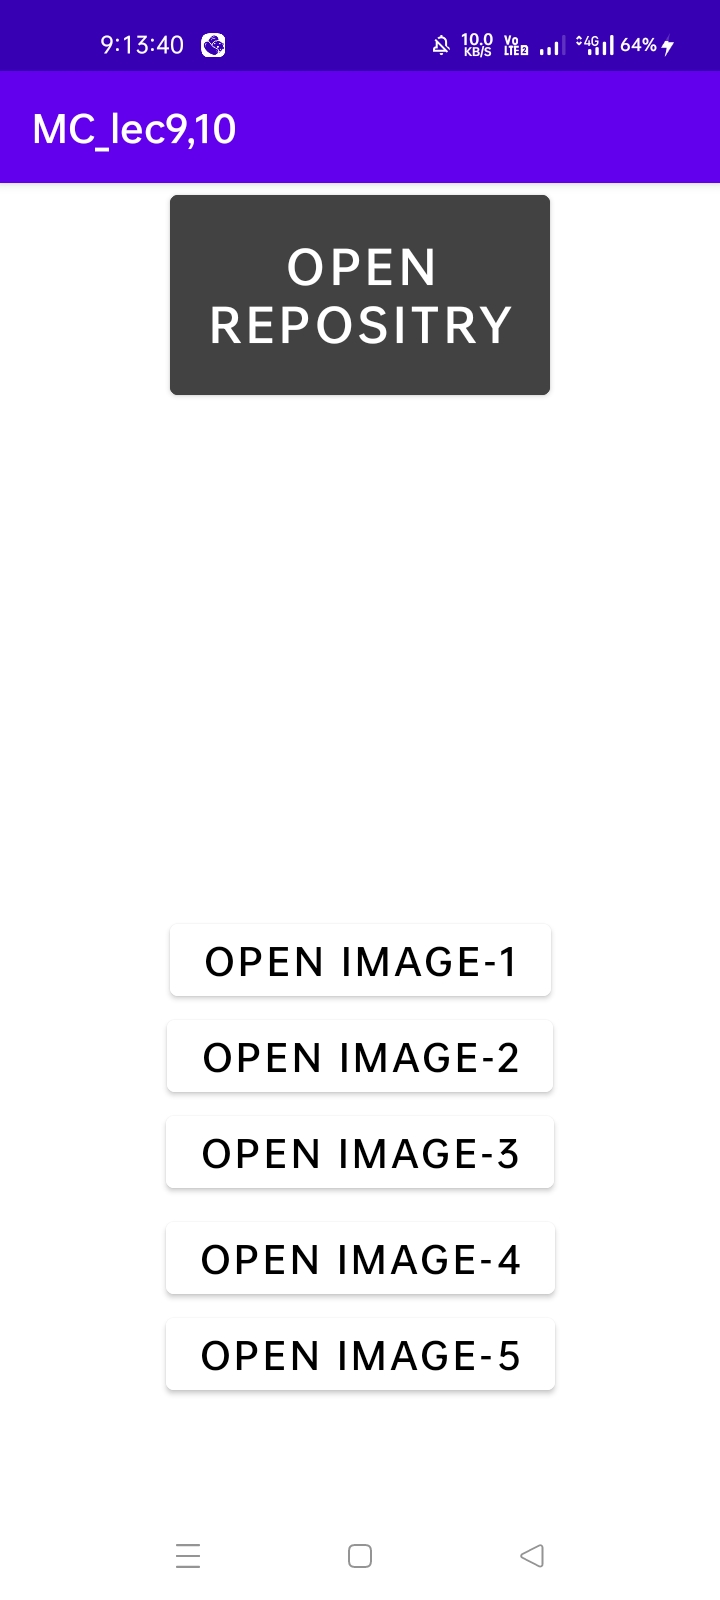 9:13:40 10.0 KB/S Vo LTE2 4G 64%
MC_lec9,10
OPEN
REPOSITRY
OPEN IMAGE-1
OPEN IMAGE-2
OPEN IMAGE-3
OPEN IMAGE-4
OPEN IMAGE-5